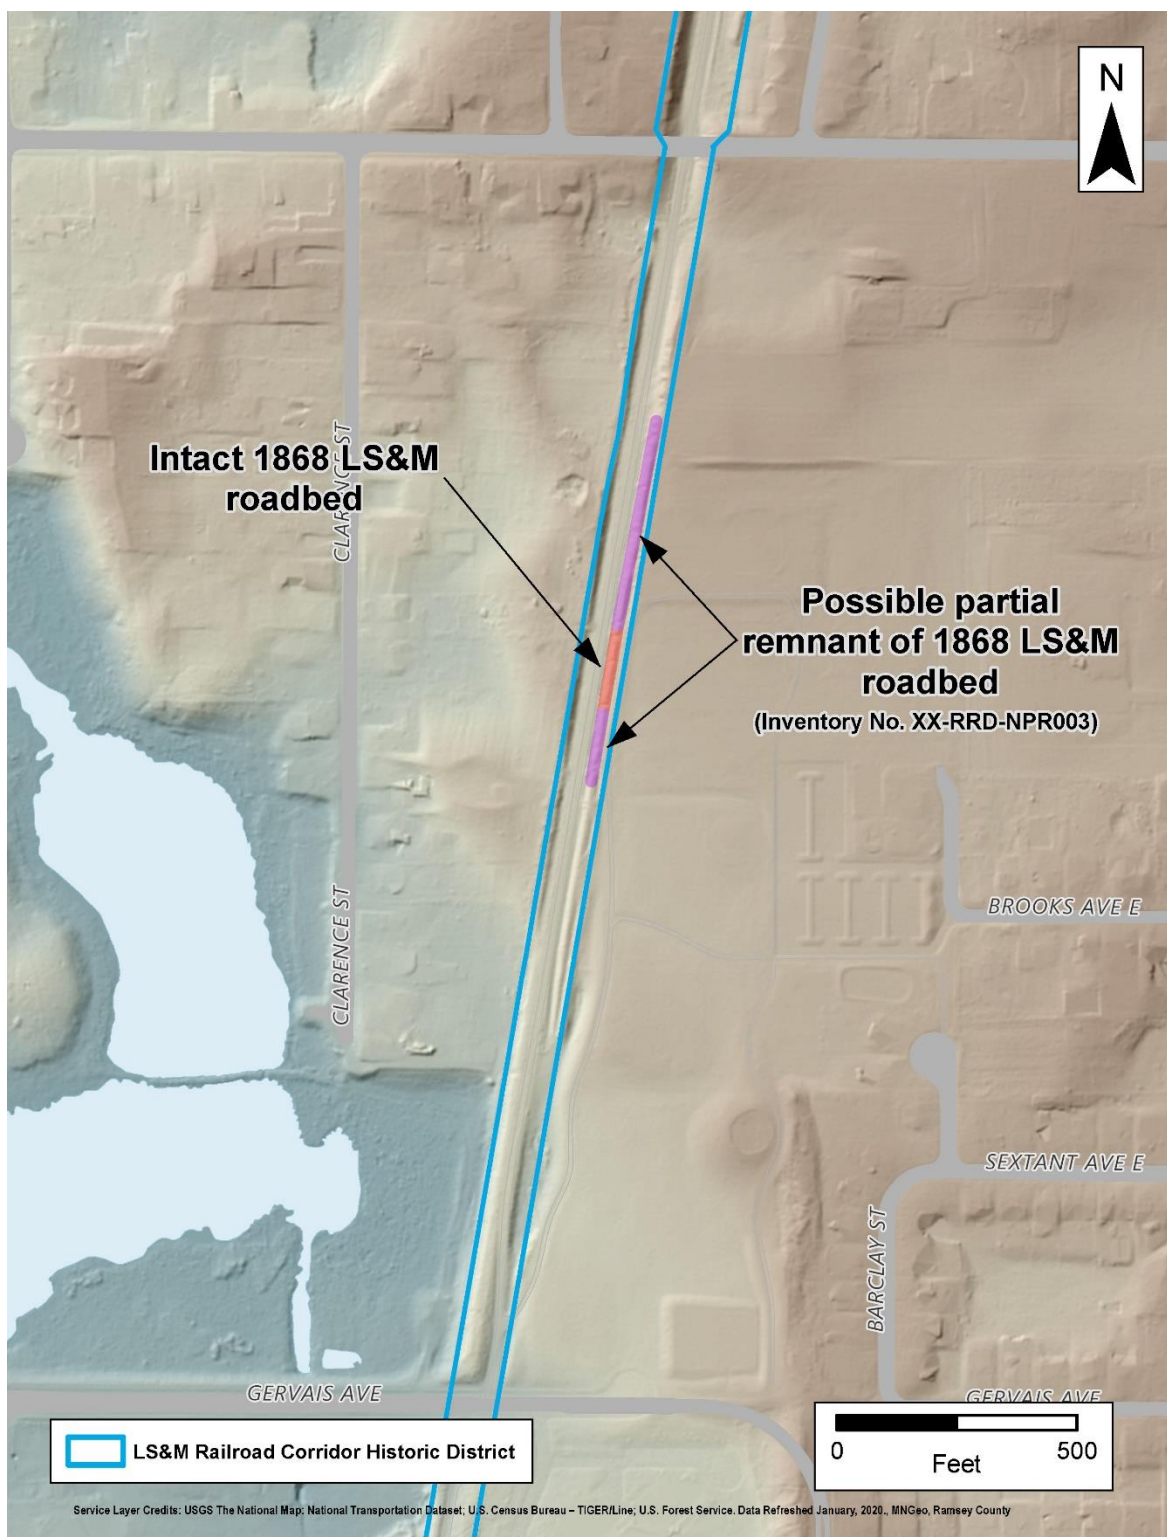 N
Intact 1868 LS&M
roadbed
CLARENCE ST
Possible partial
remnant of 1868 LS&M
roadbed
(Inventory No. XX-RRD-NPR003)
BROOKS AVE E
CLARENCE ST
SEXTANT AVE E
BARCLAY ST
GERVAIS AVE
GERVAIS AVE
LS&M Railroad Corridor Historic District
0 500
Feet
Service Layer Credits: USGS The National Map: National Transportation Dataset; U.S. Census Bureau – TIGER/Line; U.S. Forest Service. Data Refreshed January, 2020., MNGeo, Ramsey County